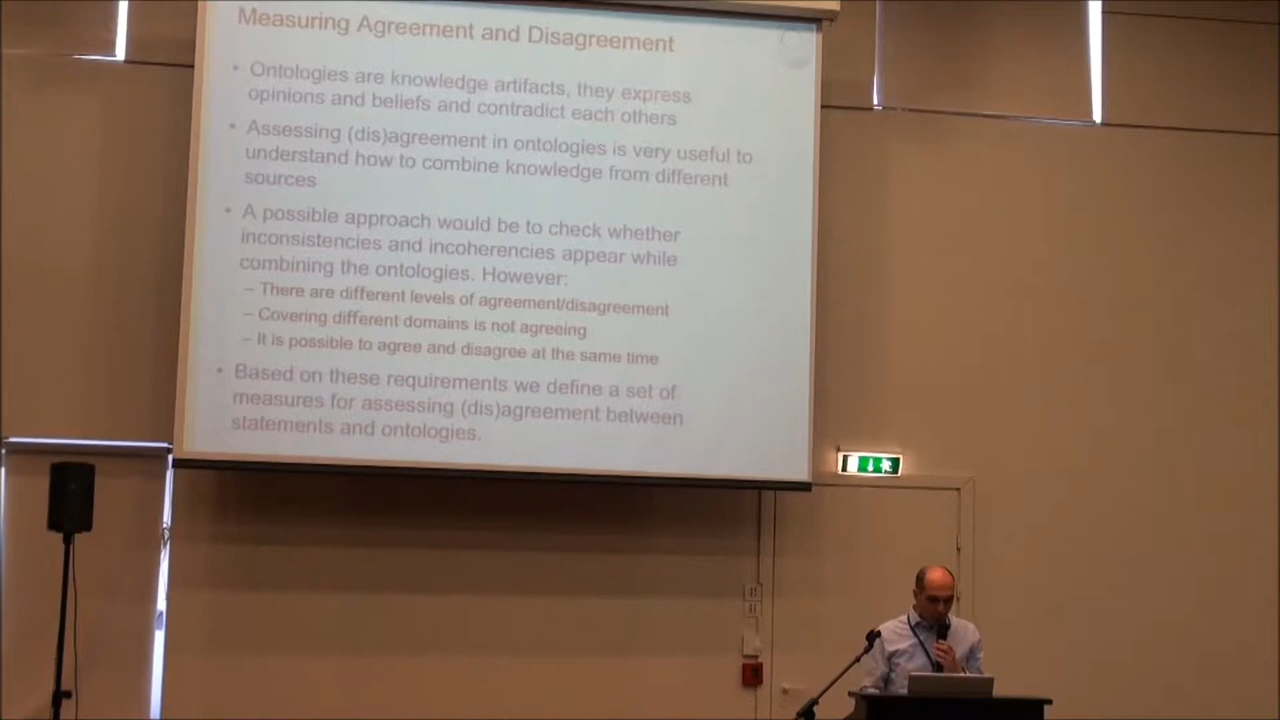 Measuring Agreement and Disagreement
• Ontologies are knowledge artifacts, they express
opinions and beliefs and contradict each others
• Assessing (dis)agreement in ontologies is very useful to
understand how to combine knowledge from different
sources
• A possible approach would be to check whether
inconsistencies and incoherencies appear while
combining the ontologies. However:
– There are different levels of agreement/disagreement
– Covering different domains is not agreeing
– It is possible to agree and disagree at the same time
• Based on these requirements we define a set of
measures for assessing (dis)agreement between
statements and ontologies.